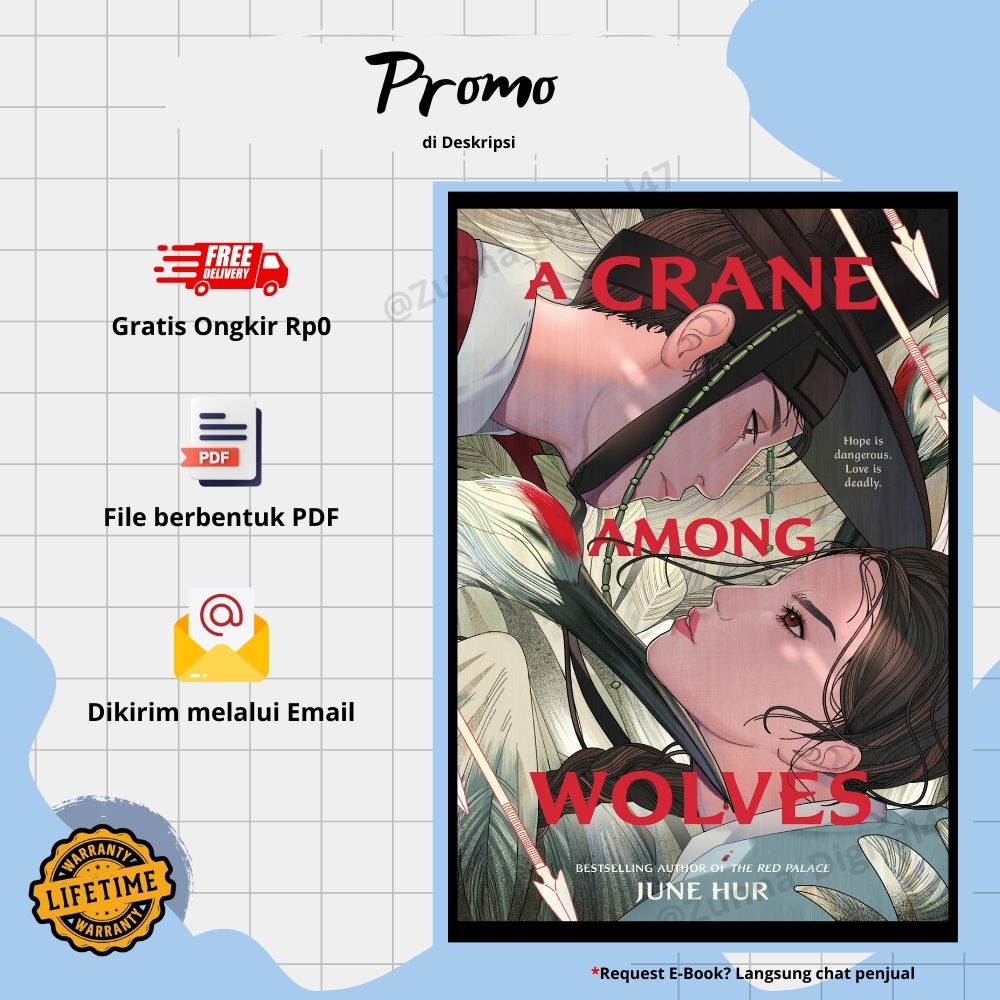 Promo
di Deskripsi
FREE
DELIVERY
Gratis Ongkir Rp0
PDF
File berbentuk PDF
@
Dikirim melalui Email
WARRANTY
LIFETIME
WARRANTY
A CRANE
Hope is
dangerous.
Love is
deadly.
AMONG
WOLVES
BESTSELLING AUTHOR OF THE RED PALACE
JUNE HUR
*Request E-Book? Langsung chat penjual